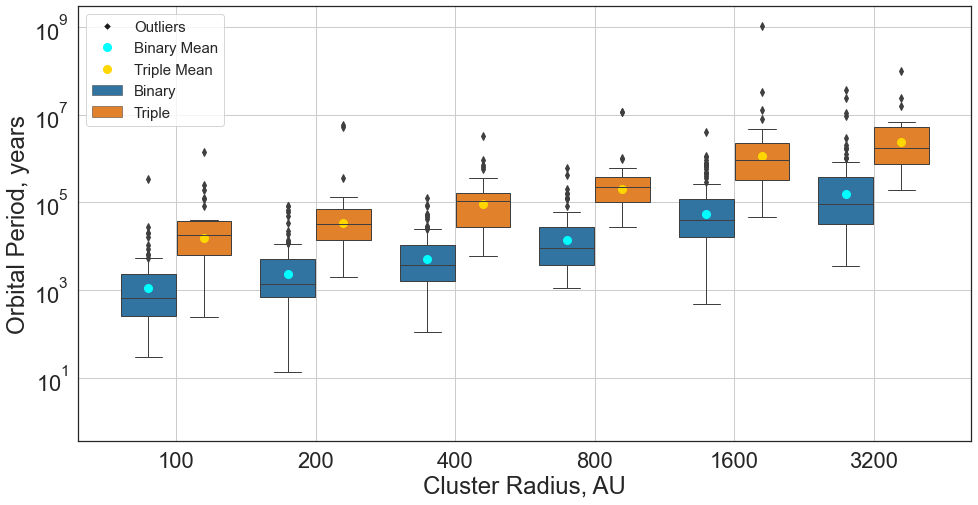 Outliers
Binary Mean
Triple Mean
Binary
Triple
Orbital Period, years
10^9
10^7
10^5
10^3
10^1
100 200 400 800 1600 3200
Cluster Radius, AU